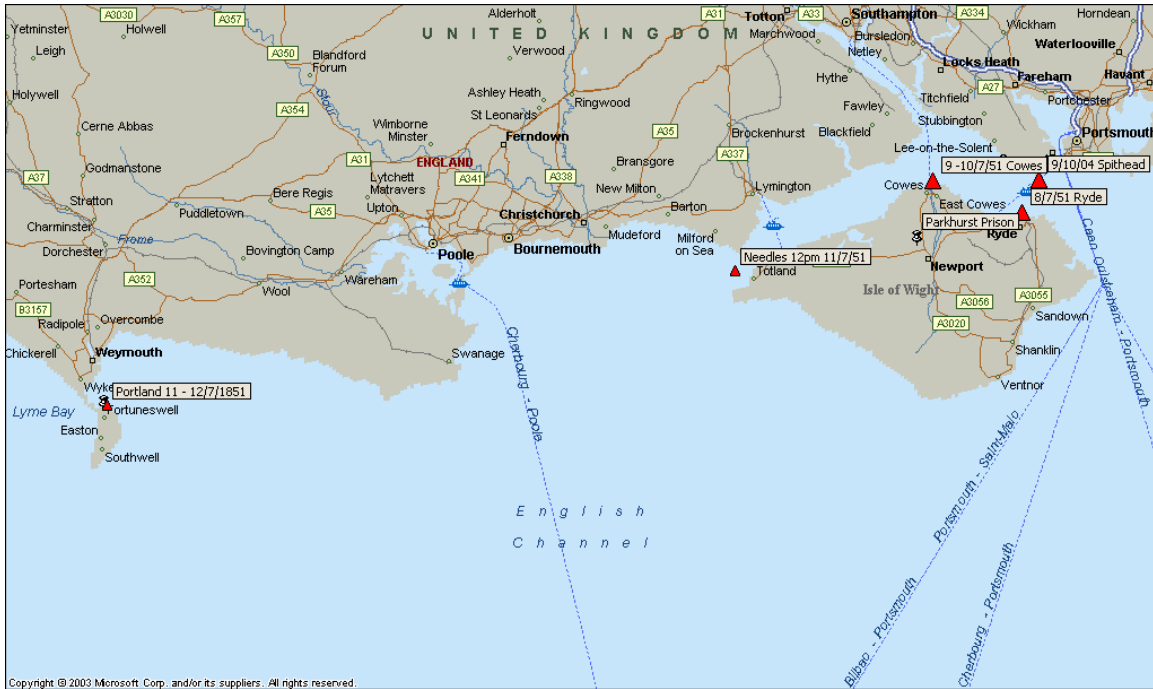 A3030
Holwell
Yetminster
Leigh
A357
Alderholt
A31
Totton
A33
Southampton
A334
Wickham
Horndean
UNITED KINGDOM
Marchwood
Bursledon
Netley
Waterlooville
A350
Blandford
Forum
Verwood
Locks Heath
Hythe
Fareham
Havant
Holywell
A354
Stour
Ashley Heath
Ringwood
Titchfield
A27
Portchester
St Leonards
Fawley
Stubbington
Cerne Abbas
Wimborne
Minster
Ferndown
A35
Brockenhurst
Blackfield
Portsmouth
Lee-on-the-Solent
A37
Godmanstone
A31
ENGLAND
Bransgore
A337
9 -10/7/51 Cowes
9/10/04 Spithead
Lytchett
Matravers
A341
A338
New Milton
Lymington
Cowes
8/7/51 Ryde
Stratton
Bere Regis
A35
Upton
Christchurch
Barton
East Cowes
Puddletown
Charminster
Parkhurst Prison
Ryde
Frome
Dorchester
Bovington Camp
Poole
Bournemouth
Mudeford
Milford
on Sea
Needles 12pm 11/7/51
Totland
Newport
Portesham
A352
Wool
Wareham
Isle of Wight
A3056
A3055
B3157
Radipole
Overcombe
Sandown
A3020
Chickerell
Weymouth
Swanage
Shanklin
Wyke
Portland 11 - 12/7/1851
Ventnor
Lyme Bay
Fortuneswell
Easton
Southwell
Cherbourg - Poole
Caen Ouistreham - Portsmouth
Portsmouth - Saint-Malo
English
Channel
Bilbao - Portsmouth
Cherbourg - Portsmouth
Copyright © 2003 Microsoft Corp. and/or its suppliers. All rights reserved.